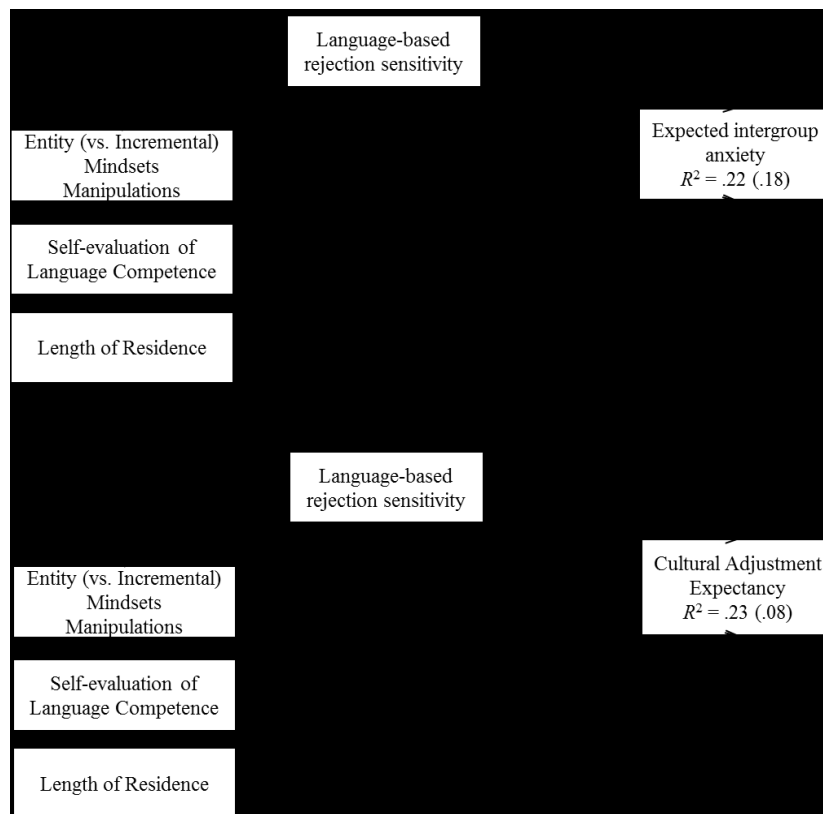 Language-based
rejection sensitivity
Expected intergroup
anxiety
R² = .22 (.18)
Entity (vs. Incremental)
Mindsets
Manipulations
Self-evaluation of
Language Competence
Length of Residence
Language-based
rejection sensitivity
Cultural Adjustment
Expectancy
R² = .23 (.08)
Entity (vs. Incremental)
Mindsets
Manipulations
Self-evaluation of
Language Competence
Length of Residence